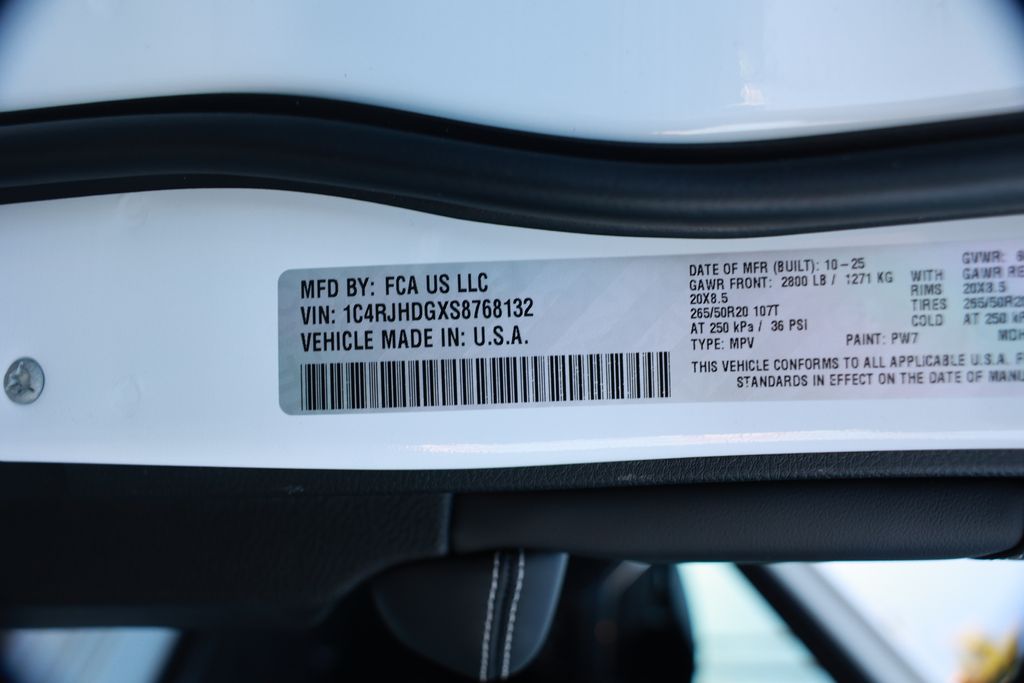 MFD BY: FCA US LLC
VIN: 1C4RJHDGXS8768132
VEHICLE MADE IN: U.S.A.
DATE OF MFR (BUILT): 10-25
GAWR FRONT: 2800 LB / 1271 KG
20X8.5
265/50R20 107T
AT 250 kPa / 36 PSI
TYPE: MPV
PAINT: PW7
WITH
RIMS
TIRES
COLD
GVWR:
GAWR
20X8.5
265/50R20
AT 250
THIS VEHICLE CONFORMS TO ALL APPLICABLE U.S.A.
STANDARDS IN EFFECT ON THE DATE OF